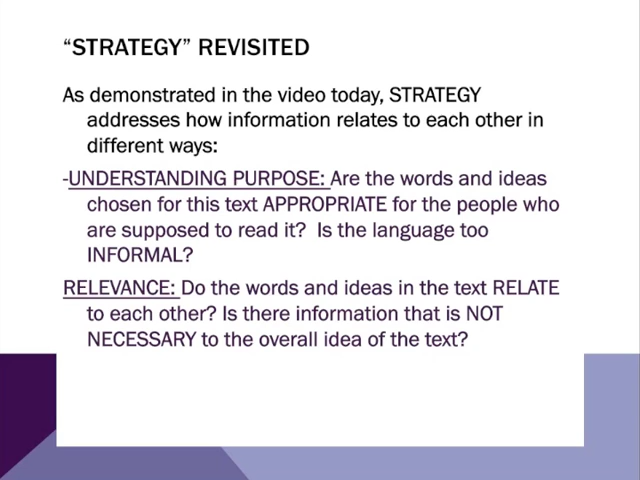 “STRATEGY” REVISITED
As demonstrated in the video today, STRATEGY
addresses how information relates to each other in
different ways:
-UNDERSTANDING PURPOSE: Are the words and ideas
chosen for this text APPROPRIATE for the people who
are supposed to read it?  Is the language too
INFORMAL?
RELEVANCE: Do the words and ideas in the text RELATE
to each other? Is there information that is NOT
NECESSARY to the overall idea of the text?